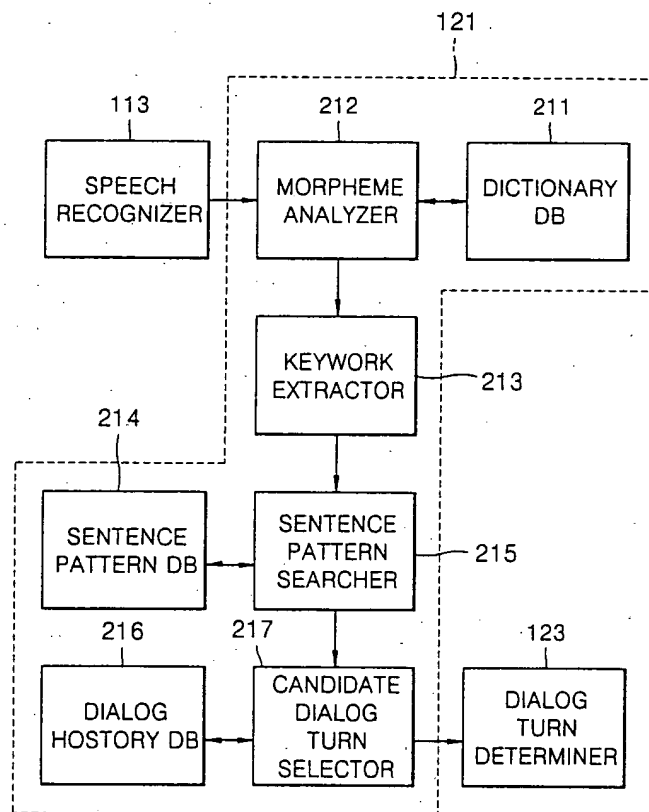 121
113
212
211
SPEECH
RECOGNIZER
MORPHEME
ANALYZER
DICTIONARY
DB
KEYWORK
EXTRACTOR
213
214
SENTENCE
PATTERN DB
SENTENCE
PATTERN
SEARCHER
215
216
217
123
DIALOG
HOSTORY DB
CANDIDATE
DIALOG
TURN
SELECTOR
DIALOG
TURN
DETERMINER